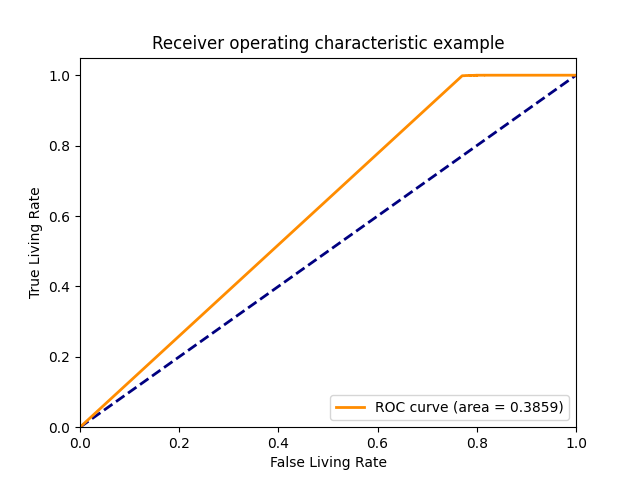 Receiver operating characteristic example
True Living Rate
1.0
0.8
0.6
0.4
0.2
0.0
0.0 0.2 0.4 0.6 0.8 1.0
False Living Rate
ROC curve (area = 0.3859)